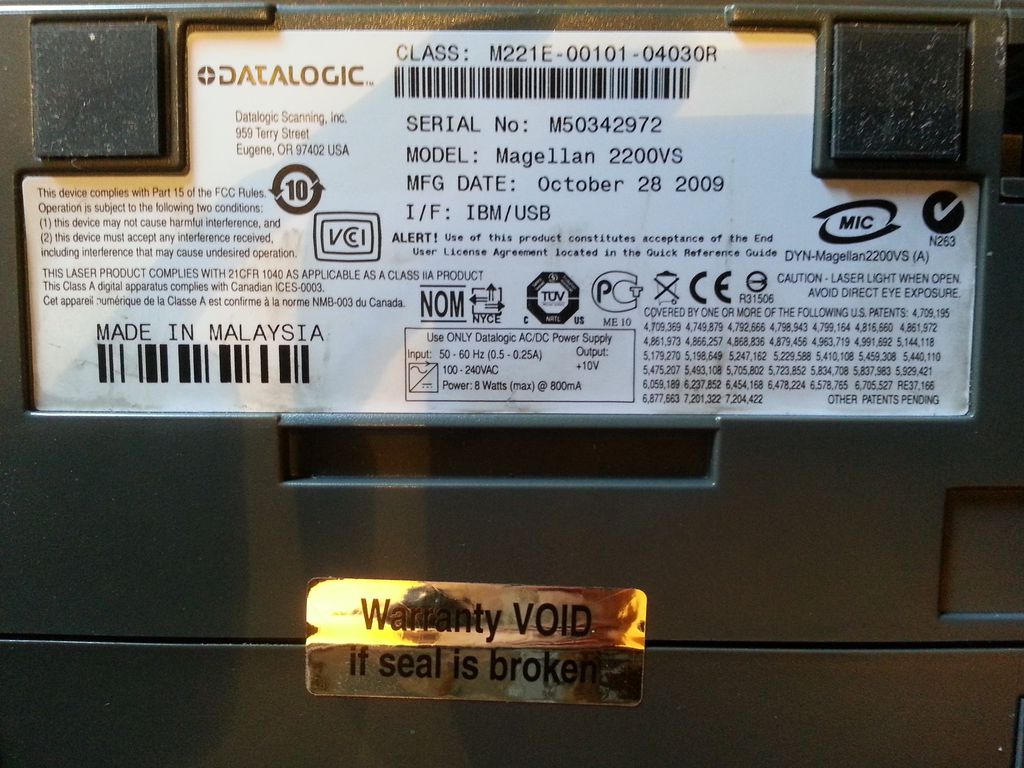 DATALOGIC™
CLASS: M221E-00101-04030R
Datalogic Scanning, Inc.
959 Terry Street
Eugene, OR 97402 USA
SERIAL No: M50342972
MODEL: Magellan 2200VS
MFG DATE: October 28 2009
I/F: IBM/USB
10
This device complies with Part 15 of the FCC Rules.
Operation is subject to the following two conditions:
(1) this device may not cause harmful interference, and
(2) this device must accept any interference received,
including interference that may cause undesired operation.
VCI
ALERT! Use of this product constitutes acceptance of the End
User License Agreement located in the Quick Reference Guide
MIC
N263
DYN-Magellan2200VS (A)
THIS LASER PRODUCT COMPLIES WITH 21CFR 1040 AS APPLICABLE AS A CLASS IIA PRODUCT
This Class A digital apparatus complies with Canadian ICES-0003.
Cet appareil numérique de la Classe A est conforme à la norme NMB-003 du Canada.
NOM
NYCE
C TUV NRTL US
ME 10
CE
R31506
CAUTION - LASER LIGHT WHEN OPEN.
AVOID DIRECT EYE EXPOSURE.
MADE IN MALAYSIA
Use ONLY Datalogic AC/DC Power Supply
Input: 50 - 60 Hz (0.5 - 0.25A) Output:
100 - 240VAC +10V
Power: 8 Watts (max) @ 800mA
COVERED BY ONE OR MORE OF THE FOLLOWING U.S. PATENTS: 4,709,195
4,709,369 4,749,879 4,792,666 4,798,943 4,799,164 4,816,660 4,861,972
4,861,973 4,866,257 4,868,836 4,879,456 4,963,719 4,991,692 5,144,118
5,179,270 5,198,649 5,247,162 5,229,588 5,410,108 5,459,308 5,440,110
5,475,207 5,493,108 5,705,802 5,723,852 5,834,708 5,837,983 5,929,421
6,059,189 6,237,852 6,454,168 6,478,224 6,578,765 6,705,527 RE37,166
6,877,663 7,201,322 7,204,422 OTHER PATENTS PENDING
Warranty VOID
if seal is broken